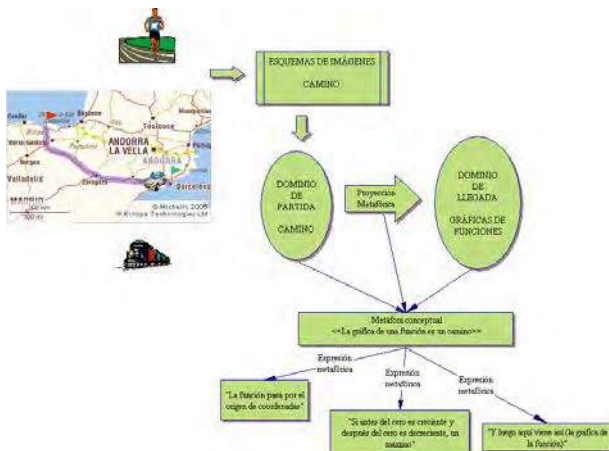 ESQUEMAS DE IMÁGENES
CAMINO
ANDORRA
LA VELLA
ANDORRA
Toulouse
Burgos
Valladolid
Zaragoza
Barcelona
MADRID
© Michelin 2005
® Europa Technologies Ltd
DOMINIO
DE
PARTIDA
CAMINO
Proyección
Metafórica
DOMINIO
DE
LLEGADA
GRÁFICAS DE
FUNCIONES
Metáfora conceptual
<<La gráfica de una función es un camino>>
Expresión
metafórica
Expresión
metafórica
Expresión
metafórica
"La función pasa por el
origen de coordenadas"
"Si antes del cero es creciente y
después del cero es decreciente, un
máximo"
"Y luego aquí viene así (la gráfica de
la función)"